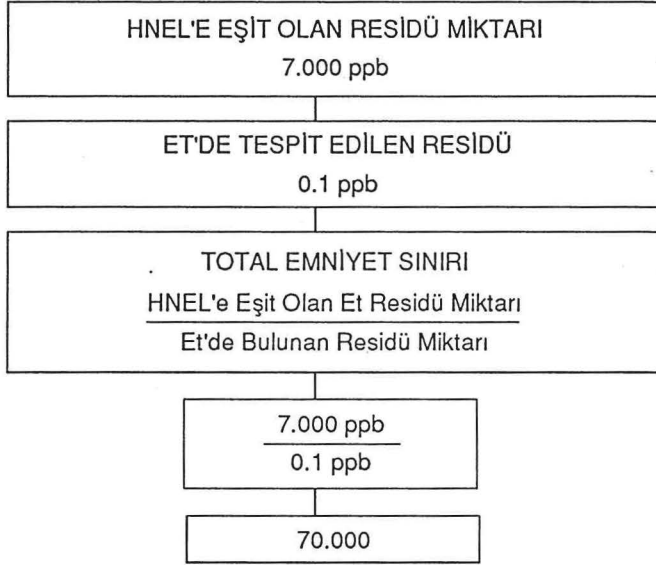 HNEL'E EŞİT OLAN RESİDÜ MİKTARI
7.000 ppb
ET'DE TESPİT EDİLEN RESİDÜ
0.1 ppb
TOTAL EMNİYET SINIRI
HNEL'e Eşit Olan Et Residü Miktarı
Et'de Bulunan Residü Miktarı
7.000 ppb
0.1 ppb
70.000